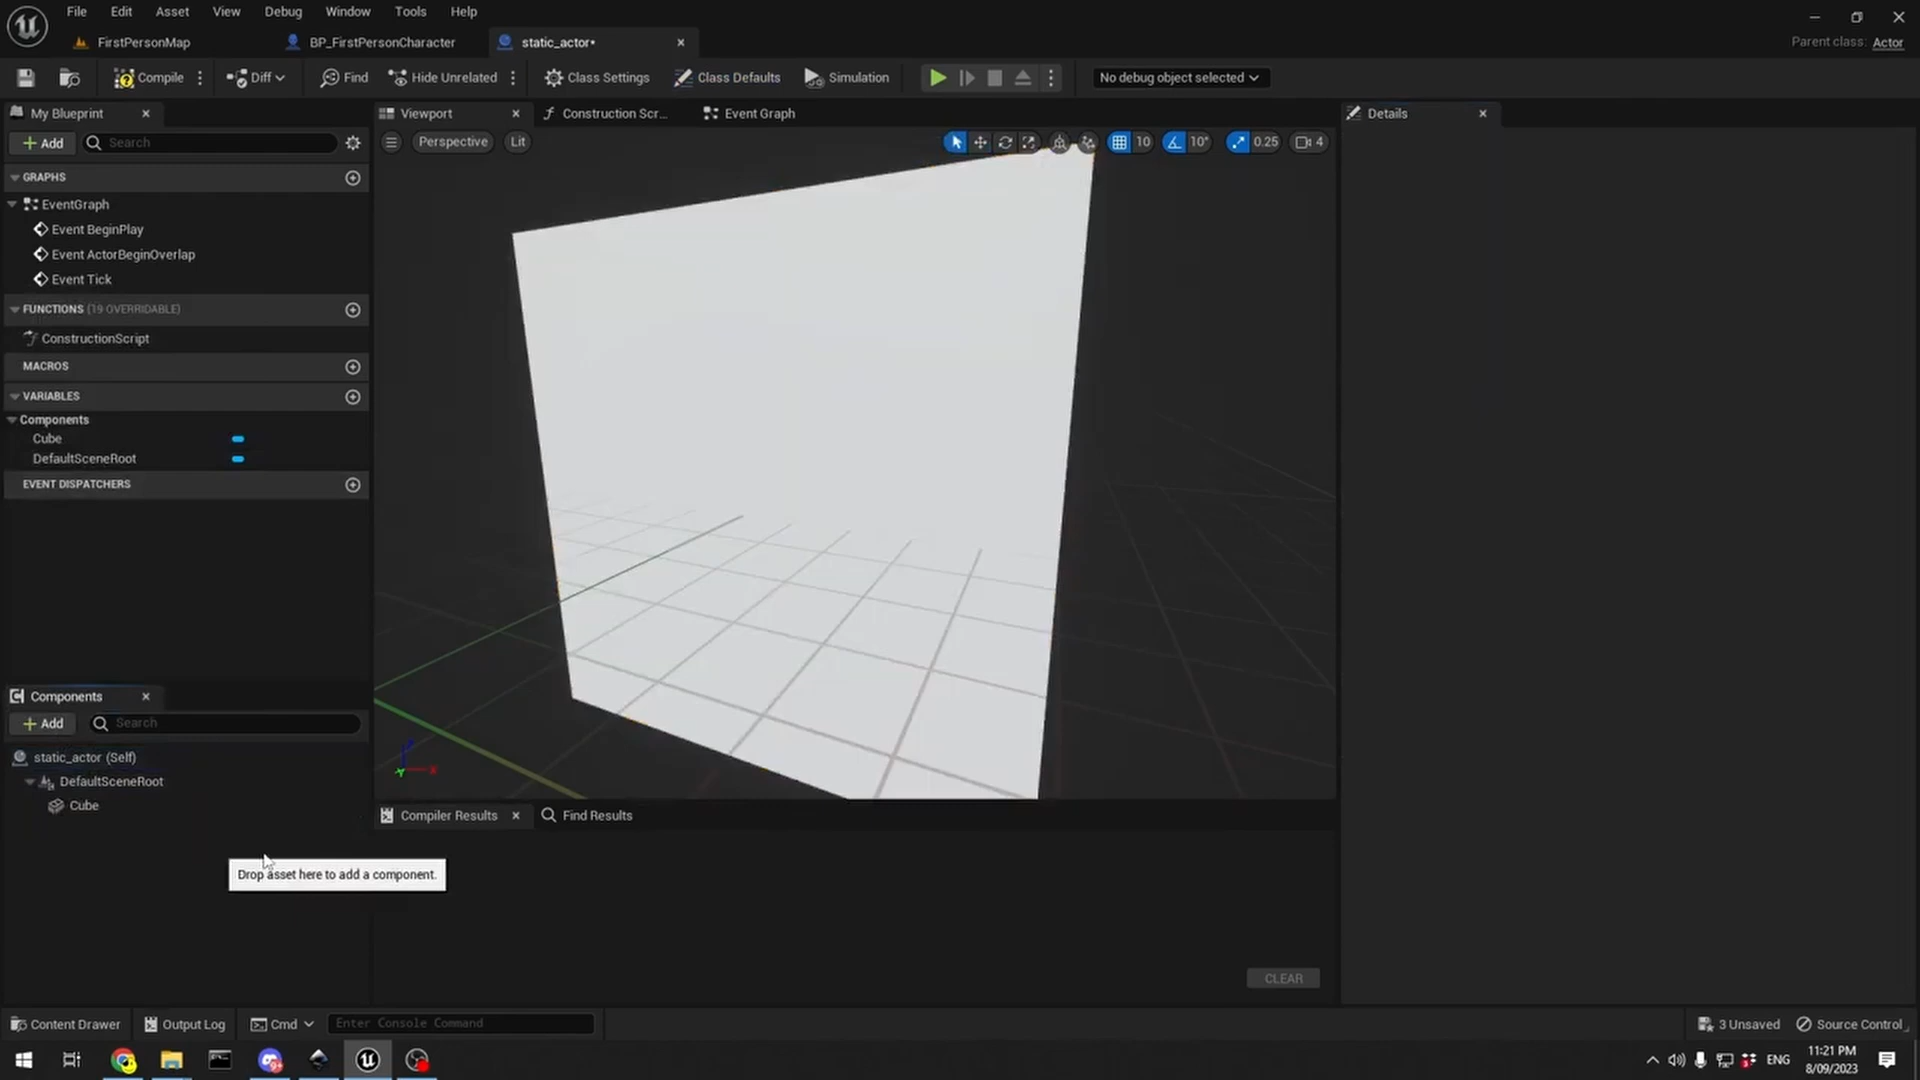 File Edit Asset View Debug Window Tools Help
FirstPersonMap BP_FirstPersonCharacter static_actor•
Parent class: Actor
Compile Diff Find Hide Unrelated Class Settings Class Defaults Simulation No debug object selected
My Blueprint Viewport Construction Scr... Event Graph Details
+ Add Search Perspective Lit 10 10° 0.25 4
GRAPHS
EventGraph
Event BeginPlay
Event ActorBeginOverlap
Event Tick
FUNCTIONS (19 OVERRIDABLE)
ConstructionScript
MACROS
VARIABLES
Components
Cube
DefaultSceneRoot
EVENT DISPATCHERS
Components
+ Add Search
static_actor (Self)
DefaultSceneRoot
Cube
Compiler Results Find Results
Drop asset here to add a component.
CLEAR
Content Drawer Output Log Cmd Enter Console Command 3 Unsaved Source Control
ENG 11:21 PM
8/09/2023